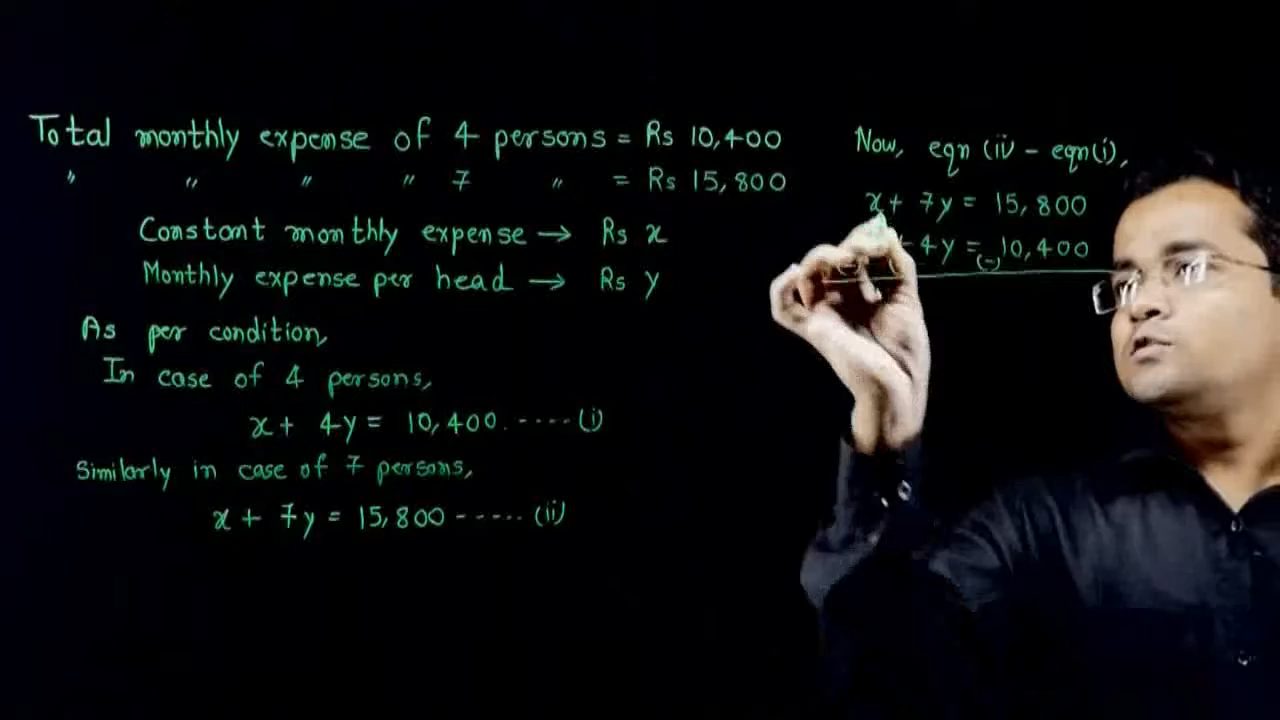 Total monthly expense of 4 persons = Rs 10,400
" " " " 7 " = Rs 15,800
Constant monthly expense → Rs x
Monthly expense per head → Rs y
As per condition,
In case of 4 persons,
x + 4y = 10,400. ---- (i)
Similarly in case of 7 persons,
x + 7y = 15,800 ------ (ii)
Now, eqn (ii) - eqn (i),
x + 7y = 15,800
+ 4y = 10,400
(-)